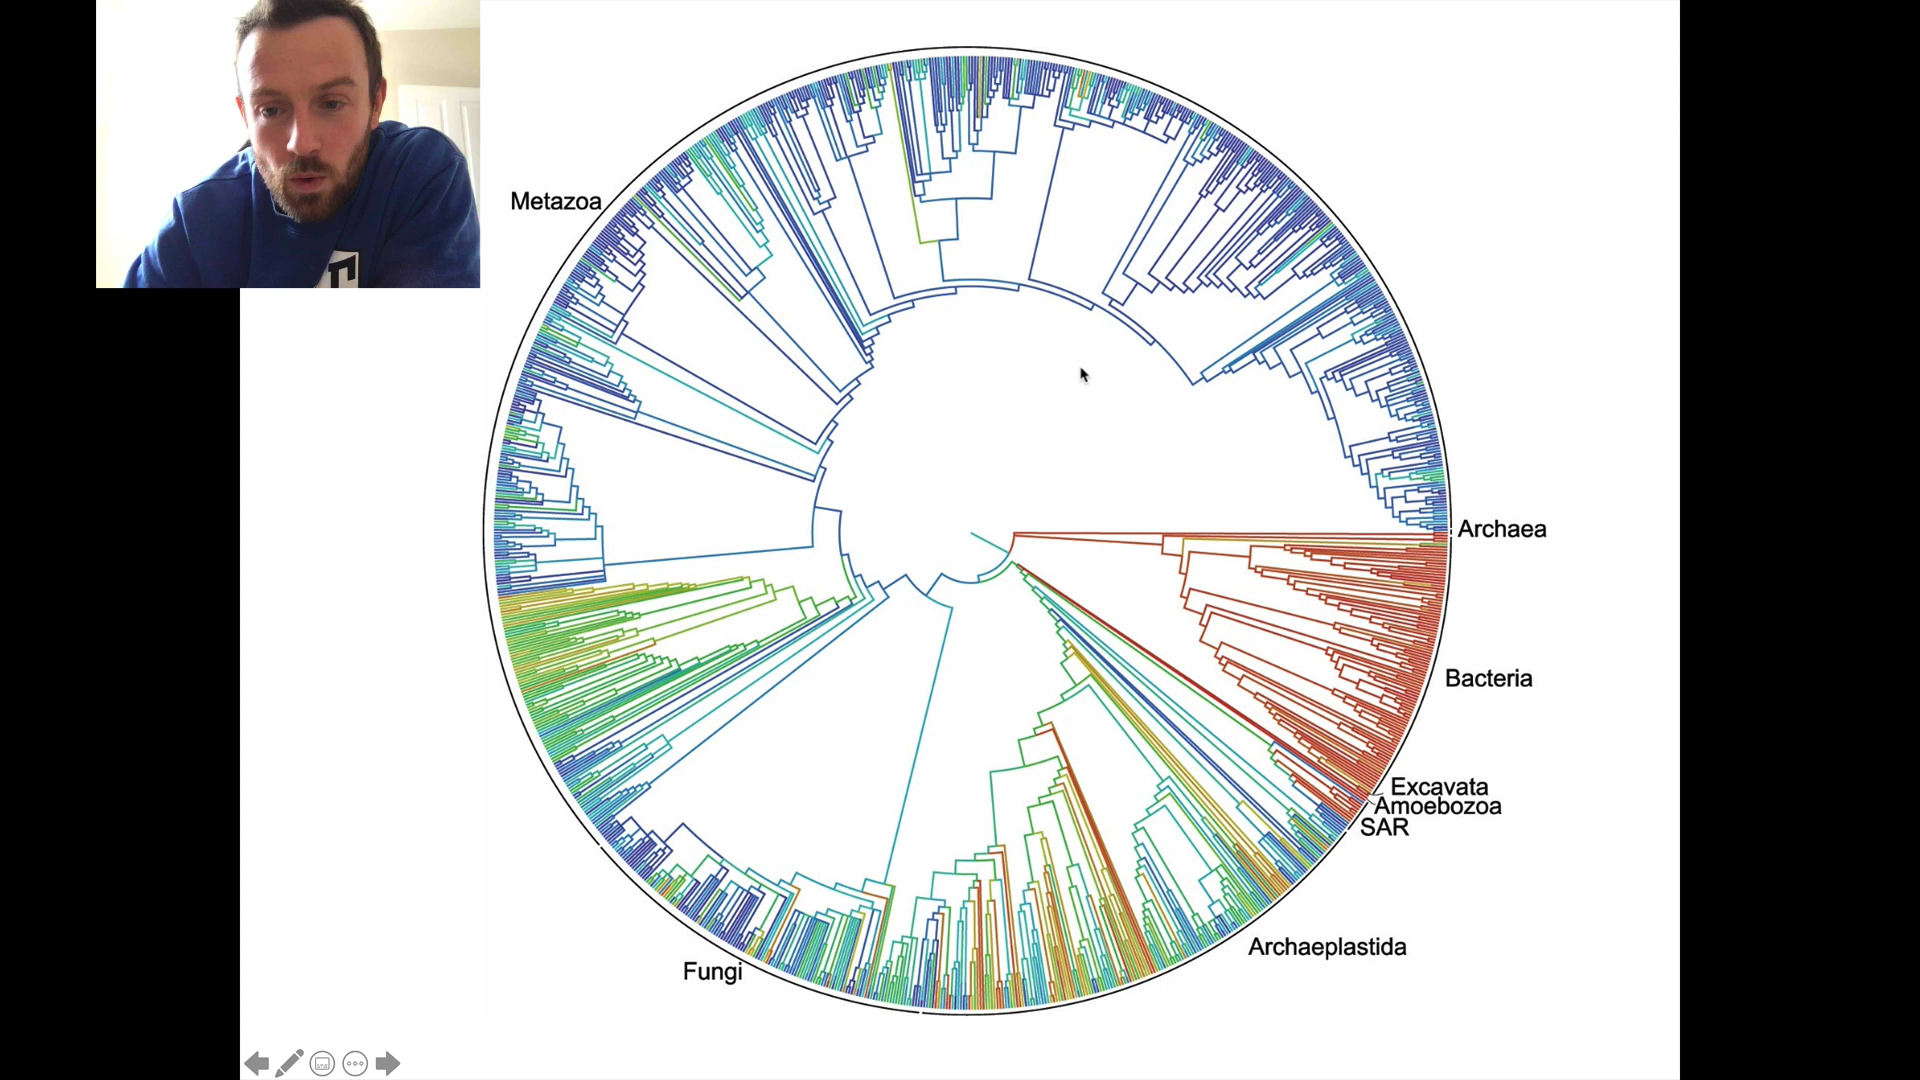 Metazoa
Archaea
Bacteria
Excavata
Amoebozoa
SAR
Archaeplastida
Fungi